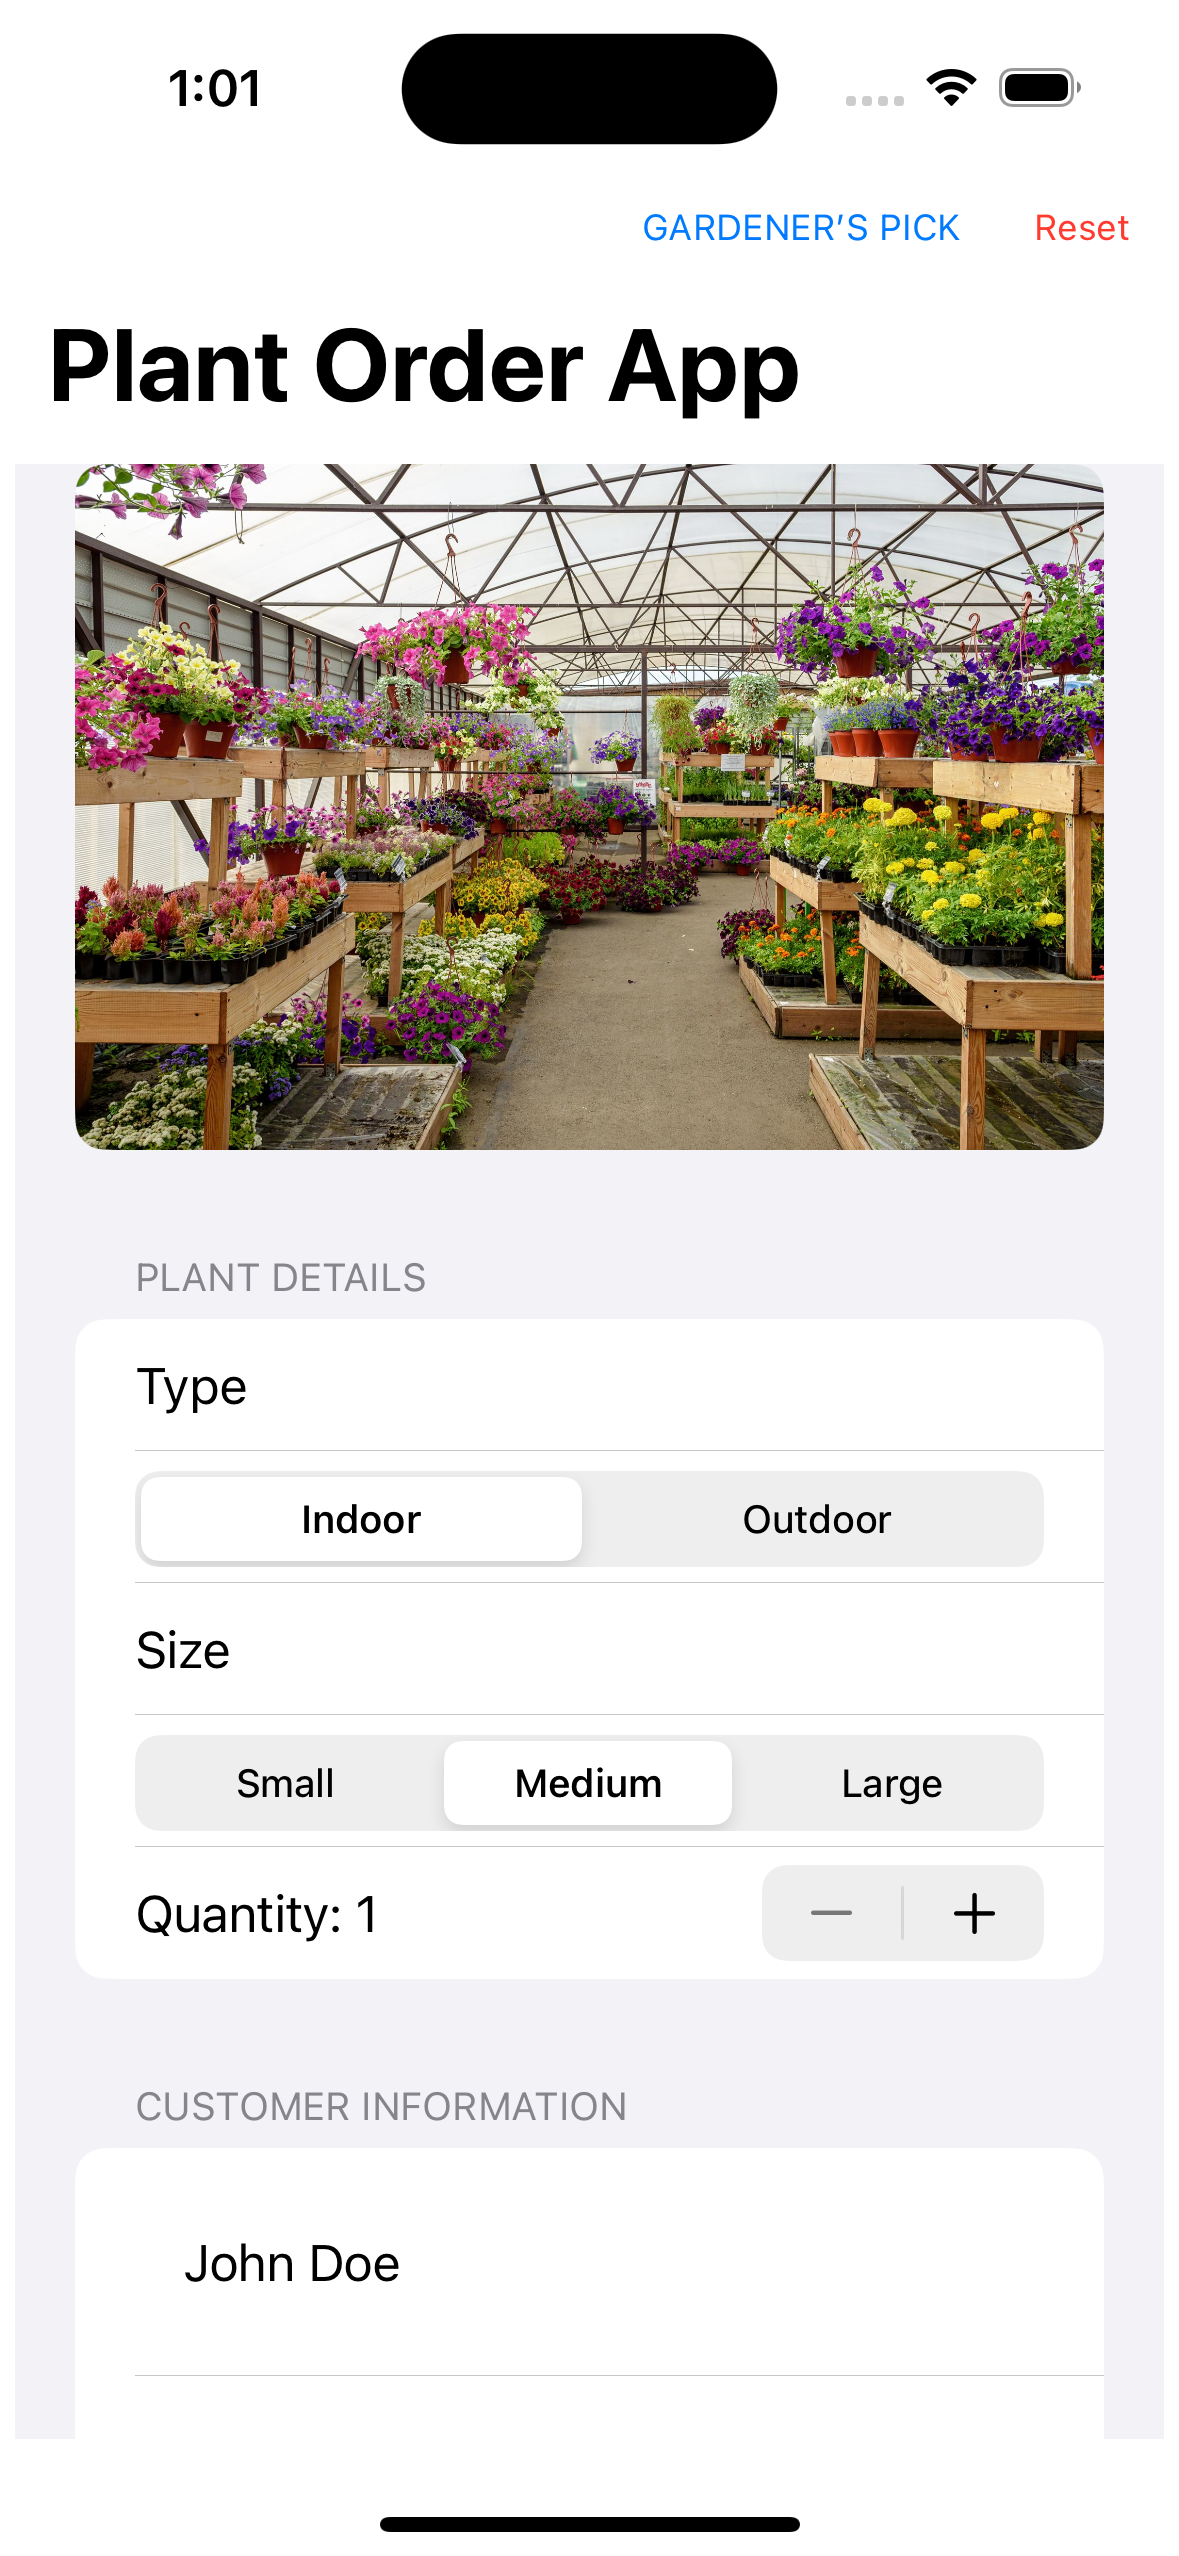 1:01
GARDENER’S PICK Reset
Plant Order App
PLANT DETAILS
Type
Indoor Outdoor
Size
Small Medium Large
Quantity: 1
CUSTOMER INFORMATION
John Doe